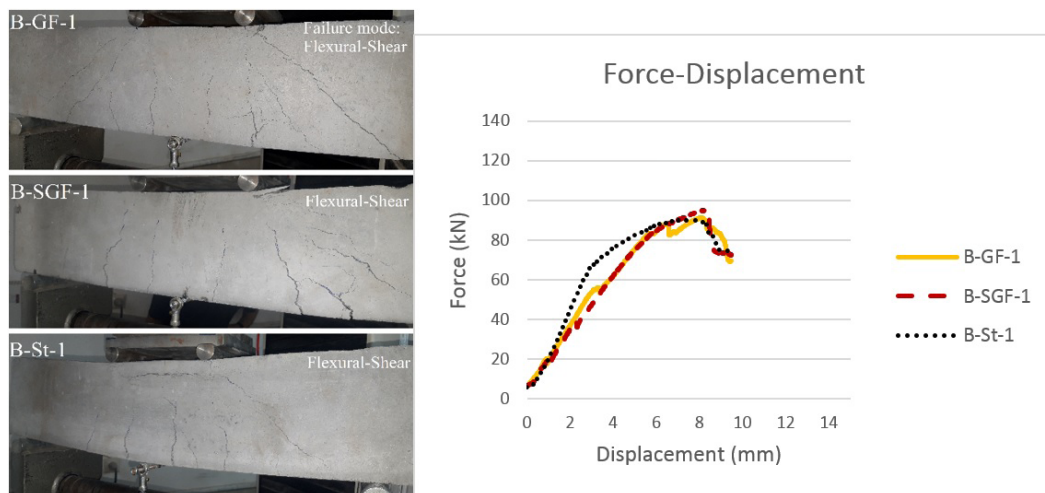 B-GF-1
Failure mode:
Flexural-Shear
B-SGF-1
Flexural-Shear
B-St-1
Flexural-Shear
Force-Displacement
Force (kN)
140
120
100
80
60
40
20
0
0 2 4 6 8 10 12 14
Displacement (mm)
B-GF-1
B-SGF-1
B-St-1